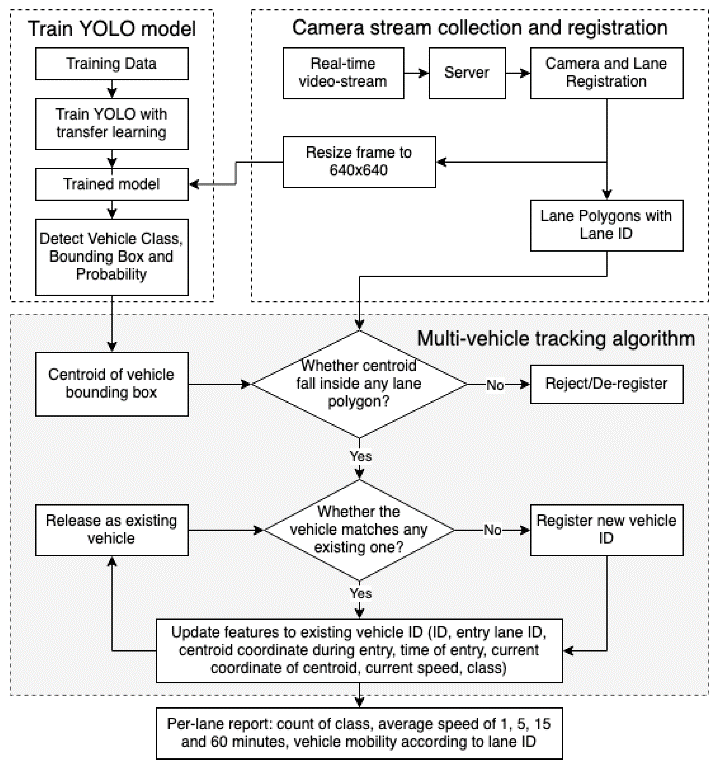 Train YOLO model
Training Data
Train YOLO with
transfer learning
Trained model
Detect Vehicle Class,
Bounding Box and
Probability
Camera stream collection and registration
Real-time
video-stream
Server
Camera and Lane
Registration
Resize frame to
640x640
Lane Polygons with
Lane ID
Multi-vehicle tracking algorithm
Centroid of vehicle
bounding box
Whether centroid
fall inside any lane
polygon?
No
Reject/De-register
Yes
Release as existing
vehicle
Whether the
vehicle matches any
existing one?
No
Register new vehicle
ID
Yes
Update features to existing vehicle ID (ID, entry lane ID,
centroid coordinate during entry, time of entry, current
coordinate of centroid, current speed, class)
Per-lane report: count of class, average speed of 1, 5, 15
and 60 minutes, vehicle mobility according to lane ID